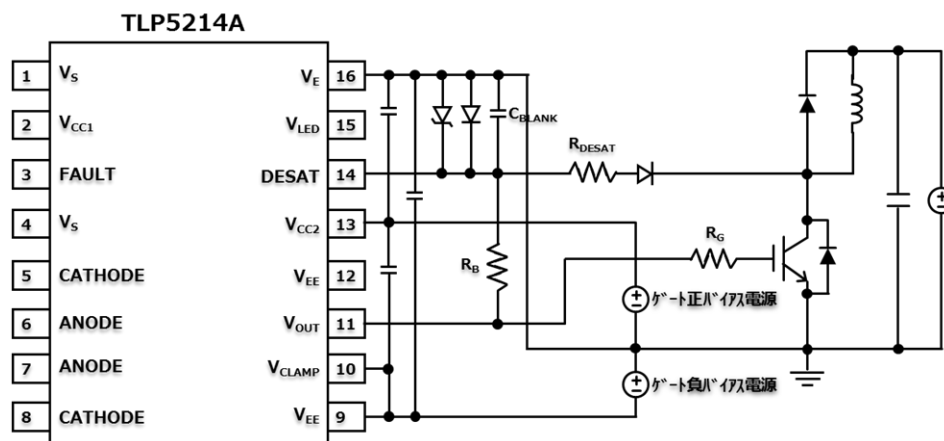 TLP5214A
1 VS VE 16
2 VCC1 VLED 15
CBLANK
3 FAULT DESAT 14
RDESAT
4 VS VCC2 13
RG
5 CATHODE VEE 12
RB
6 ANODE VOUT 11
ｹﾞｰﾄ正ﾊﾞｲｱｽ電源
7 ANODE VCLAMP 10
8 CATHODE VEE 9
ｹﾞｰﾄ負ﾊﾞｲｱｽ電源